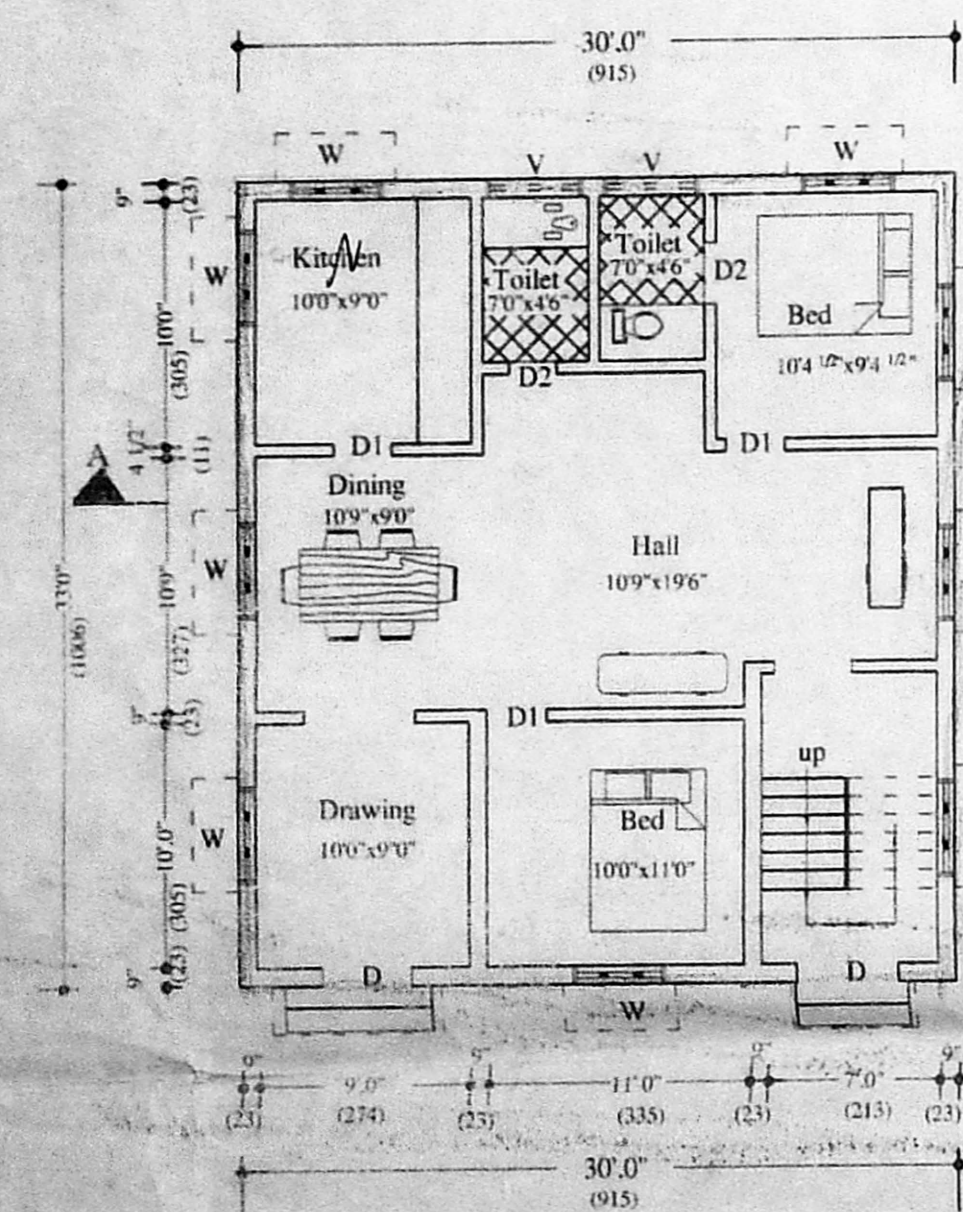 30'.0"
(915)
W
V
V
W
9"
(23)
W
Kitchen
10'0"x9'0"
Toilet
7'0"x4'6"
Toilet
7'0"x4'6"
D2
Bed
10'4 1/2"x9'4 1/2"
10'0"
(305)
D2
A
4 1/2"
(11)
D1
D1
Dining
10'9"x9'0"
Hall
10'9"x19'6"
W
33'0"
(1006)
10'9"
(327)
9"
(23)
D1
up
Drawing
10'0"x9'0"
Bed
10'0"x11'0"
W
10'.0"
(305)
9"
(23)
D
D
W
9"
9'.0"
9"
11'0"
9"
7'.0"
9"
(23)
(274)
(23)
(335)
(23)
(213)
(23)
30'.0"
(915)